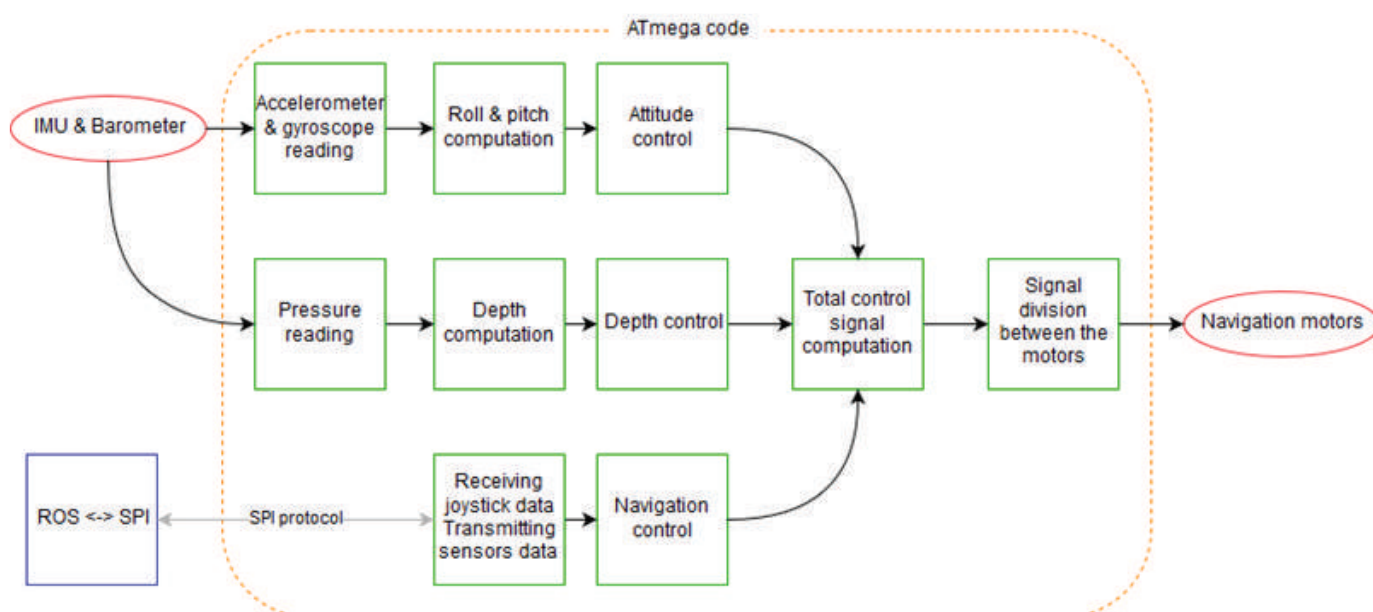 ATmega code
IMU & Barometer
Accelerometer
& gyroscope
reading
Roll & pitch
computation
Attitude
control
Pressure
reading
Depth
computation
Depth control
Total control
signal
computation
Signal
division
between the
motors
Navigation motors
ROS <-> SPI
SPI protocol
Receiving
joystick data
Transmitting
sensors data
Navigation
control